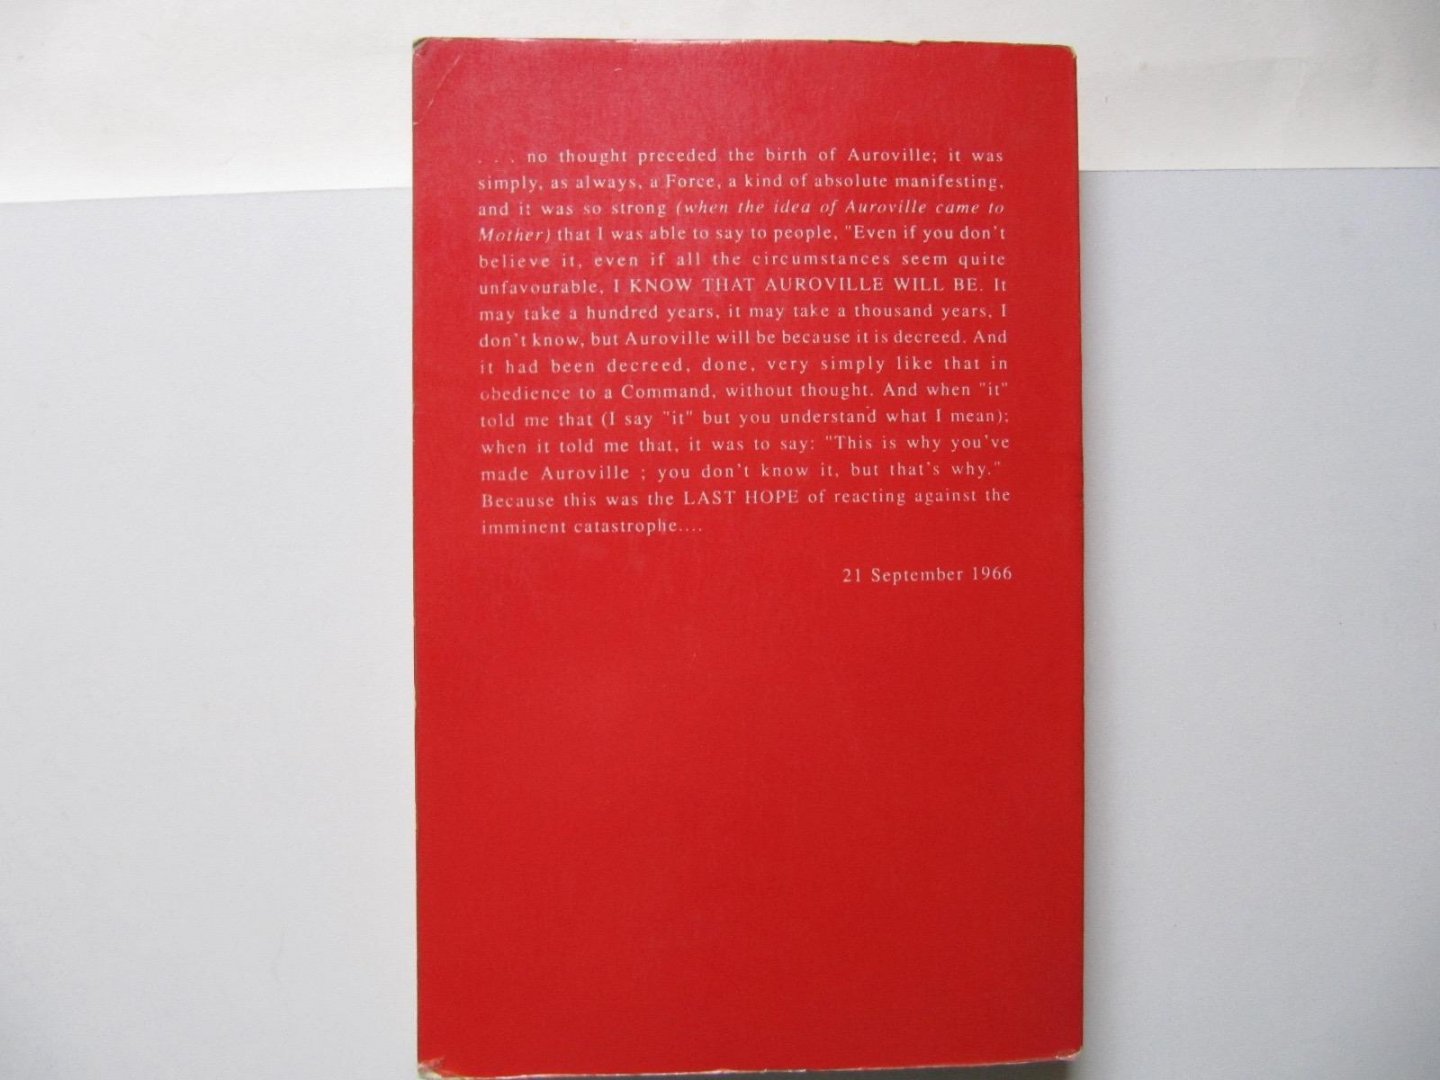 . . . no thought preceded the birth of Auroville; it was
simply, as always, a Force, a kind of absolute manifesting,
and it was so strong (when the idea of Auroville came to
Mother) that I was able to say to people, "Even if you don't
believe it, even if all the circumstances seem quite
unfavourable, I KNOW THAT AUROVILLE WILL BE. It
may take a hundred years, it may take a thousand years, I
don't know, but Auroville will be because it is decreed. And
it had been decreed, done, very simply like that in
obedience to a Command, without thought. And when "it"
told me that (I say "it" but you understand what I mean);
when it told me that, it was to say: "This is why you've
made Auroville ; you don't know it, but that's why."
Because this was the LAST HOPE of reacting against the
imminent catastrophe....
21 September 1966